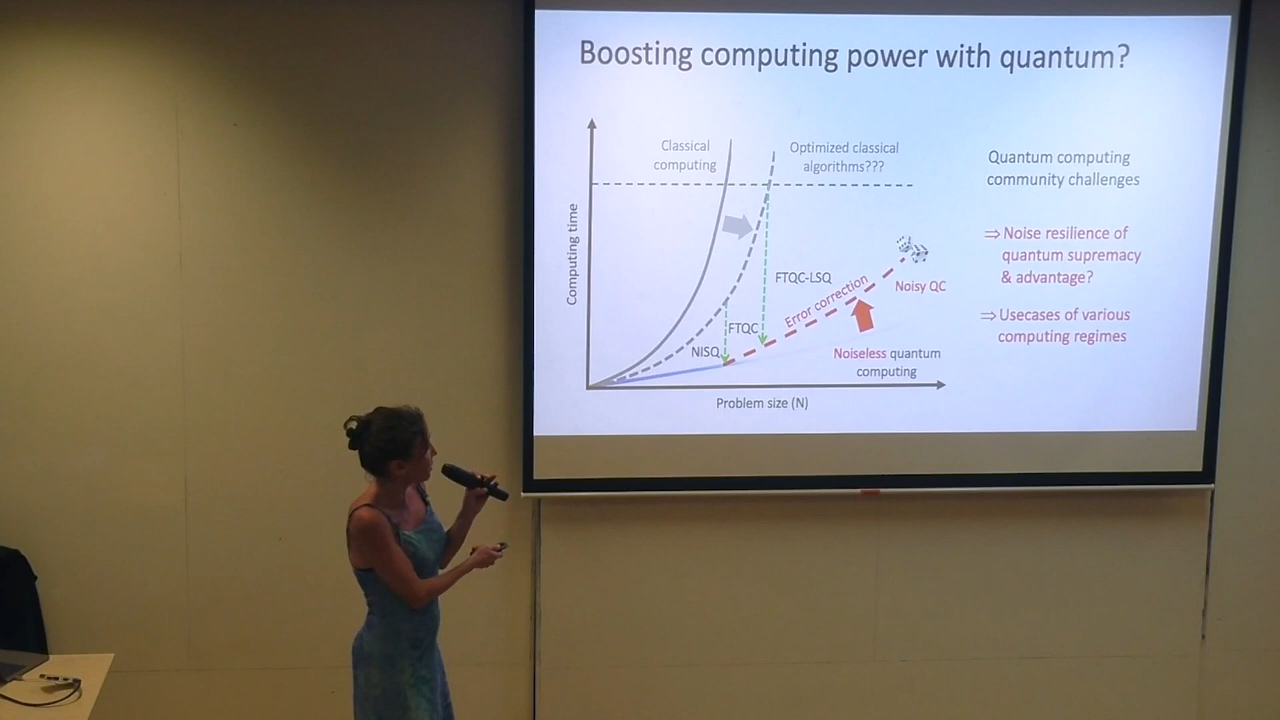 Boosting computing power with quantum?
Classical
computing
Optimized classical
algorithms???
Computing time
FTQC-LSQ
FTQC
NISQ
Error correction
Noisy QC
Noiseless quantum
computing
Problem size (N)
Quantum computing
community challenges
⇒ Noise resilience of
quantum supremacy
& advantage?
⇒ Usecases of various
computing regimes